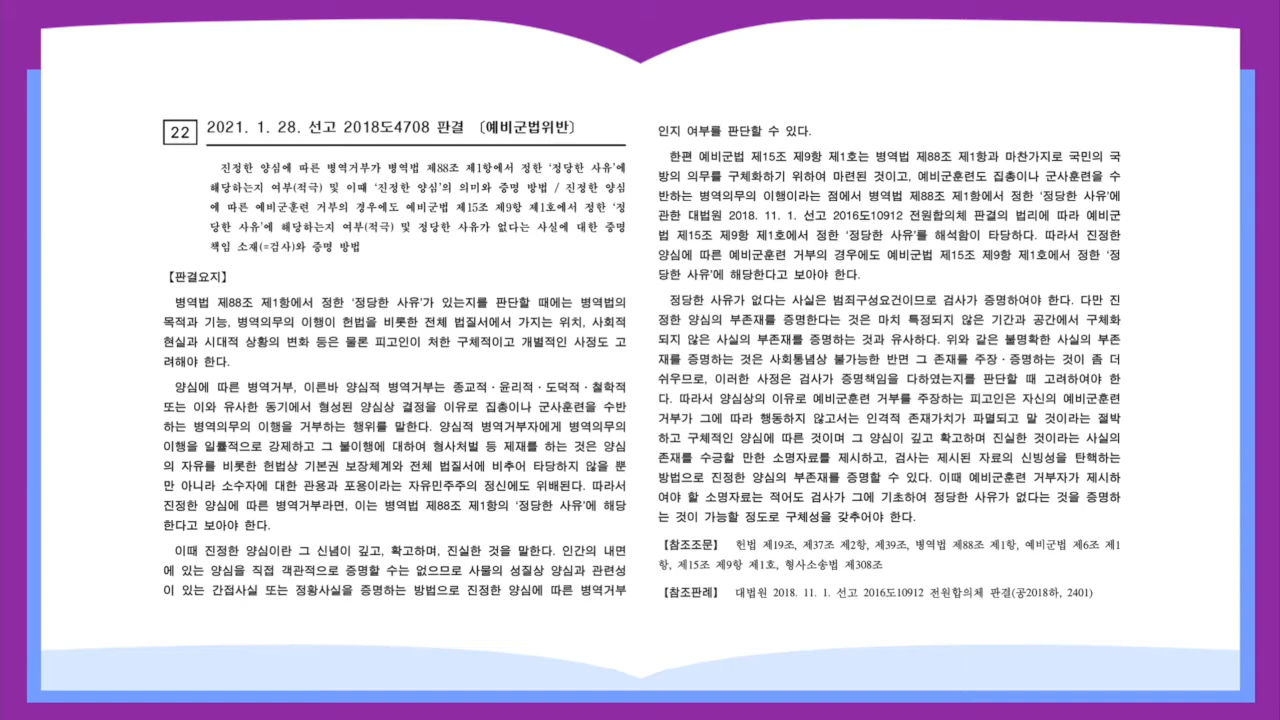 22
2021. 1. 28. 선고 2018도4708 판결 〔예비군법위반〕
진정한 양심에 따른 병역거부가 병역법 제88조 제1항에서 정한 ‘정당한 사유’에
해당하는지 여부(적극) 및 이때 ‘진정한 양심’의 의미와 증명 방법 / 진정한 양심
에 따른 예비군훈련 거부의 경우에도 예비군법 제15조 제9항 제1호에서 정한 ‘정
당한 사유’에 해당하는지 여부(적극) 및 정당한 사유가 없다는 사실에 대한 증명
책임 소재(=검사)와 증명 방법
【판결요지】
병역법 제88조 제1항에서 정한 ‘정당한 사유’가 있는지를 판단할 때에는 병역법의
목적과 기능, 병역의무의 이행이 헌법을 비롯한 전체 법질서에서 가지는 위치, 사회적
현실과 시대적 상황의 변화 등은 물론 피고인이 처한 구체적이고 개별적인 사정도 고
려해야 한다.
양심에 따른 병역거부, 이른바 양심적 병역거부는 종교적·윤리적·도덕적·철학적
또는 이와 유사한 동기에서 형성된 양심상 결정을 이유로 집총이나 군사훈련을 수반
하는 병역의무의 이행을 거부하는 행위를 말한다. 양심적 병역거부자에게 병역의무의
이행을 일률적으로 강제하고 그 불이행에 대하여 형사처벌 등 제재를 하는 것은 양심
의 자유를 비롯한 헌법상 기본권 보장체계와 전체 법질서에 비추어 타당하지 않을 뿐
만 아니라 소수자에 대한 관용과 포용이라는 자유민주주의 정신에도 위배된다. 따라서
진정한 양심에 따른 병역거부라면, 이는 병역법 제88조 제1항의 ‘정당한 사유’에 해당
한다고 보아야 한다.
이때 진정한 양심이란 그 신념이 깊고, 확고하며, 진실한 것을 말한다. 인간의 내면
에 있는 양심을 직접 객관적으로 증명할 수는 없으므로 사물의 성질상 양심과 관련성
이 있는 간접사실 또는 정황사실을 증명하는 방법으로 진정한 양심에 따른 병역거부
인지 여부를 판단할 수 있다.
한편 예비군법 제15조 제9항 제1호는 병역법 제88조 제1항과 마찬가지로 국민의 국
방의 의무를 구체화하기 위하여 마련된 것이고, 예비군훈련도 집총이나 군사훈련을 수
반하는 병역의무의 이행이라는 점에서 병역법 제88조 제1항에서 정한 ‘정당한 사유’에
관한 대법원 2018. 11. 1. 선고 2016도10912 전원합의체 판결의 법리에 따라 예비군
법 제15조 제9항 제1호에서 정한 ‘정당한 사유’를 해석함이 타당하다. 따라서 진정한
양심에 따른 예비군훈련 거부의 경우에도 예비군법 제15조 제9항 제1호에서 정한 ‘정
당한 사유’에 해당한다고 보아야 한다.
정당한 사유가 없다는 사실은 범죄구성요건이므로 검사가 증명하여야 한다. 다만 진
정한 양심의 부존재를 증명한다는 것은 마치 특정되지 않은 기간과 공간에서 구체화
되지 않은 사실의 부존재를 증명하는 것과 유사하다. 위와 같은 불명확한 사실의 부존
재를 증명하는 것은 사회통념상 불가능한 반면 그 존재를 주장·증명하는 것이 좀 더
쉬우므로, 이러한 사정은 검사가 증명책임을 다하였는지를 판단할 때 고려하여야 한
다. 따라서 양심상의 이유로 예비군훈련 거부를 주장하는 피고인은 자신의 예비군훈련
거부가 그에 따라 행동하지 않고서는 인격적 존재가치가 파멸되고 말 것이라는 절박
하고 구체적인 양심에 따른 것이며 그 양심이 깊고 확고하며 진실한 것이라는 사실의
존재를 수긍할 만한 소명자료를 제시하고, 검사는 제시된 자료의 신빙성을 탄핵하는
방법으로 진정한 양심의 부존재를 증명할 수 있다. 이때 예비군훈련 거부자가 제시하
여야 할 소명자료는 적어도 검사가 그에 기초하여 정당한 사유가 없다는 것을 증명하
는 것이 가능할 정도로 구체성을 갖추어야 한다.
【참조조문】 헌법 제19조, 제37조 제2항, 제39조, 병역법 제88조 제1항, 예비군법 제6조 제1
항, 제15조 제9항 제1호, 형사소송법 제308조
【참조판례】 대법원 2018. 11. 1. 선고 2016도10912 전원합의체 판결(공2018하, 2401)